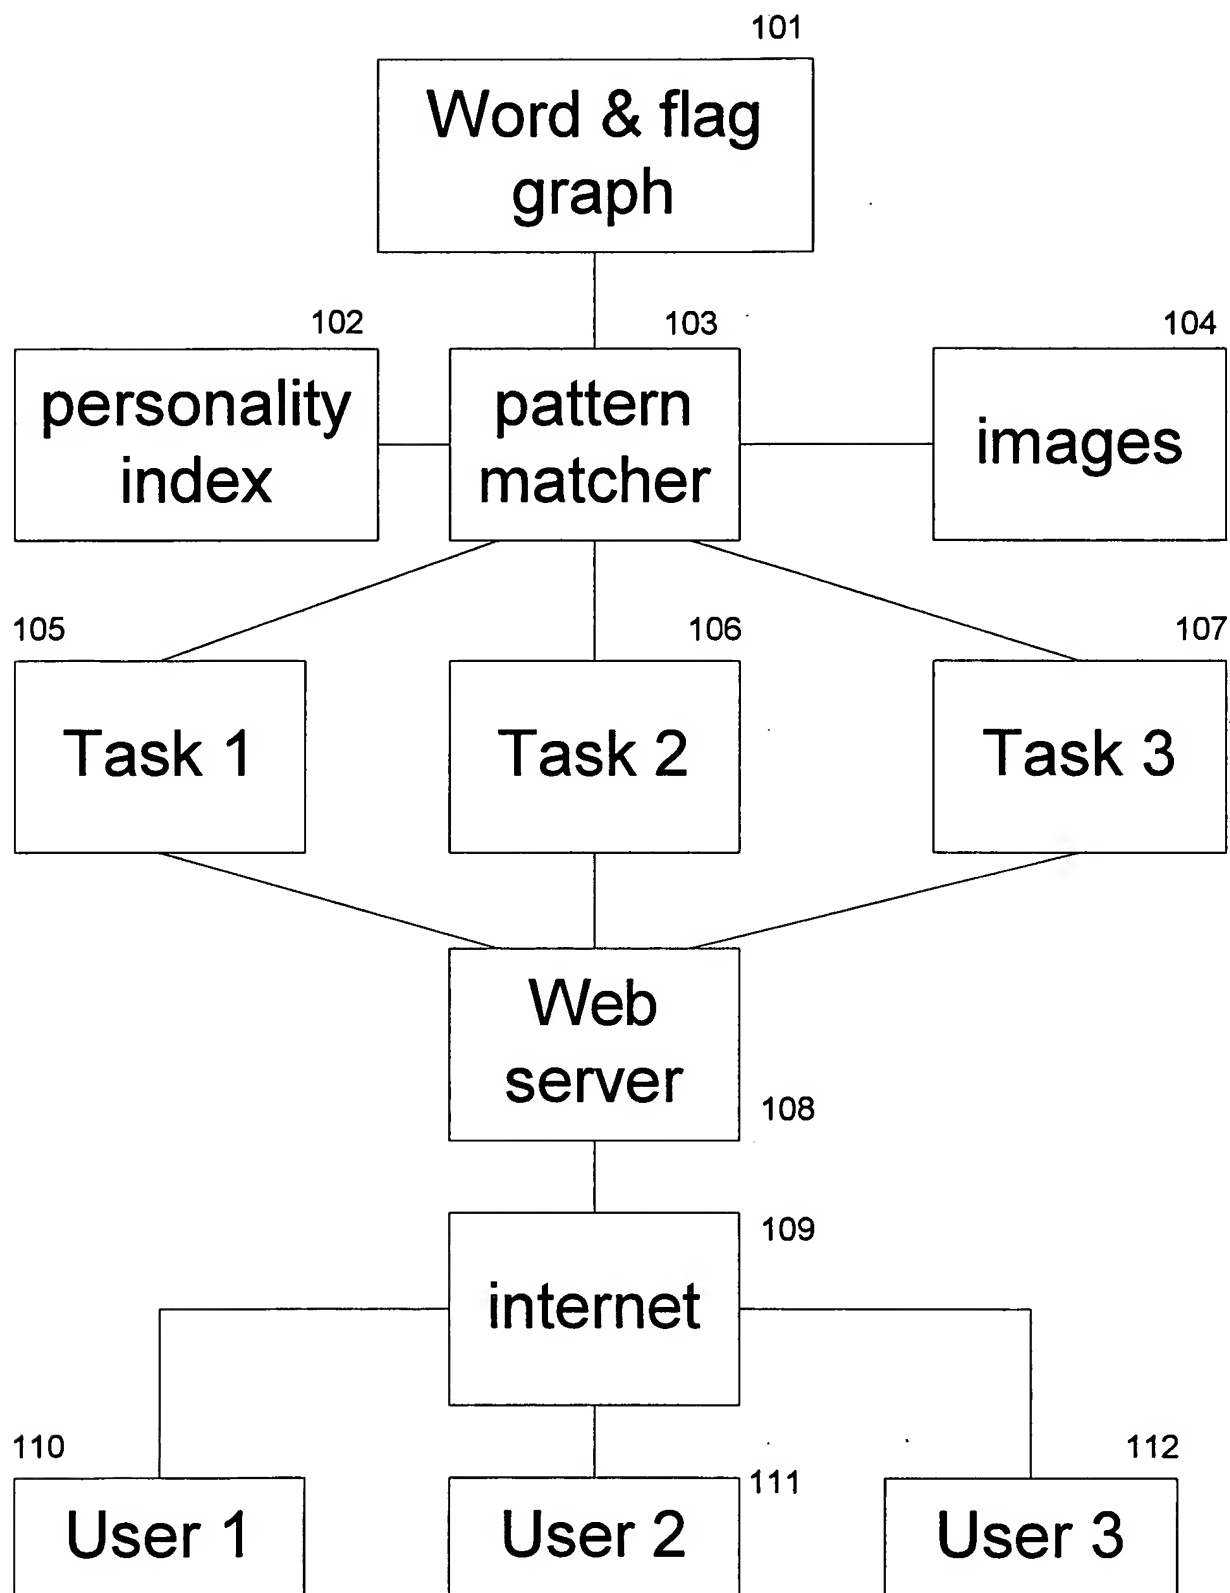 101
Word & flag
graph
102
103
104
personality
index
pattern
matcher
images
105
106
107
Task 1
Task 2
Task 3
Web
server
108
109
internet
110
111
112
User 1
User 2
User 3